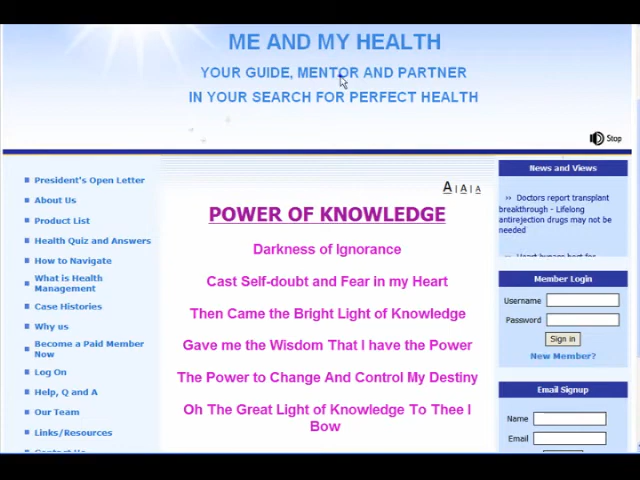 ME AND MY HEALTH
YOUR GUIDE, MENTOR AND PARTNER
IN YOUR SEARCH FOR PERFECT HEALTH
Stop
President's Open Letter
About Us
Product List
Health Quiz and Answers
How to Navigate
What is Health
Management
Case Histories
Why us
Become a Paid Member
Now
Log On
Help, Q and A
Our Team
Links/Resources
A | A | A
POWER OF KNOWLEDGE
Darkness of Ignorance
Cast Self-doubt and Fear in my Heart
Then Came the Bright Light of Knowledge
Gave me the Wisdom That I have the Power
The Power to Change And Control My Destiny
Oh The Great Light of Knowledge To Thee I
Bow
News and Views
>> Doctors report transplant
breakthrough - Lifelong
antirejection drugs may not be
needed
Member Login
Username
Password
Sign in
New Member?
Email Signup
Name
Email